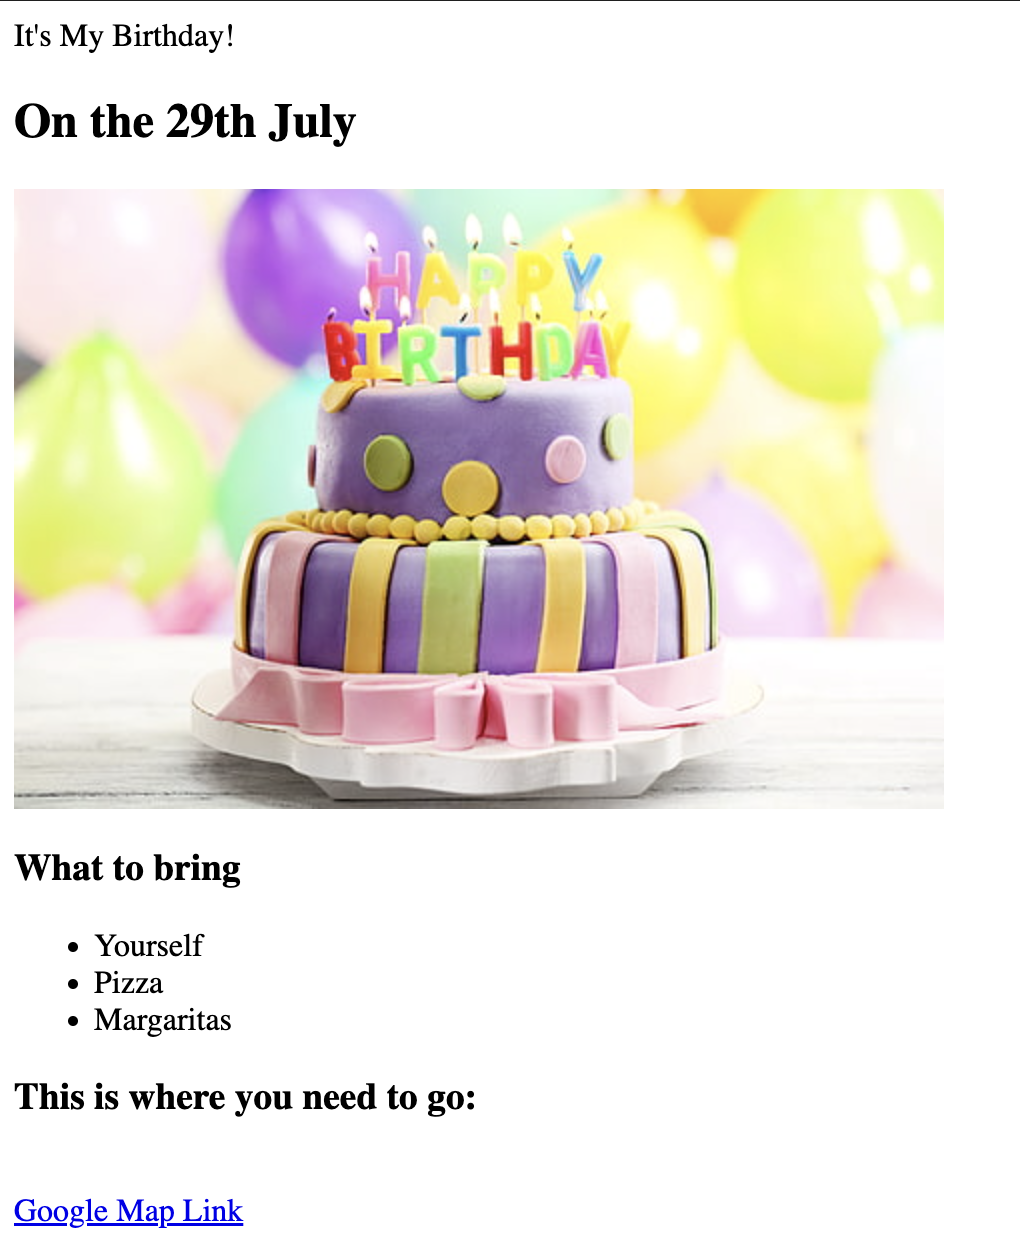 It's My Birthday!
On the 29th July
HAPPY
BIRTHDAY
What to bring
• Yourself
• Pizza
• Margaritas
This is where you need to go:
Google Map Link